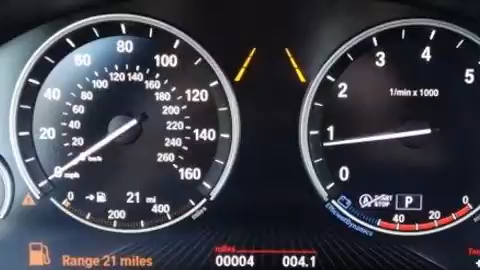 20 40 60 80 100 120 140 160
0 mph
20 40 60 80 100 120 140 160 180 200 220 240 260
km/h
21 mi
0 200 400
miles
0 1 2 3 4 5
1/min x 1000
START
STOP
P
EfficientDynamics
40 20 0
Range 21 miles
miles
00004 004.1